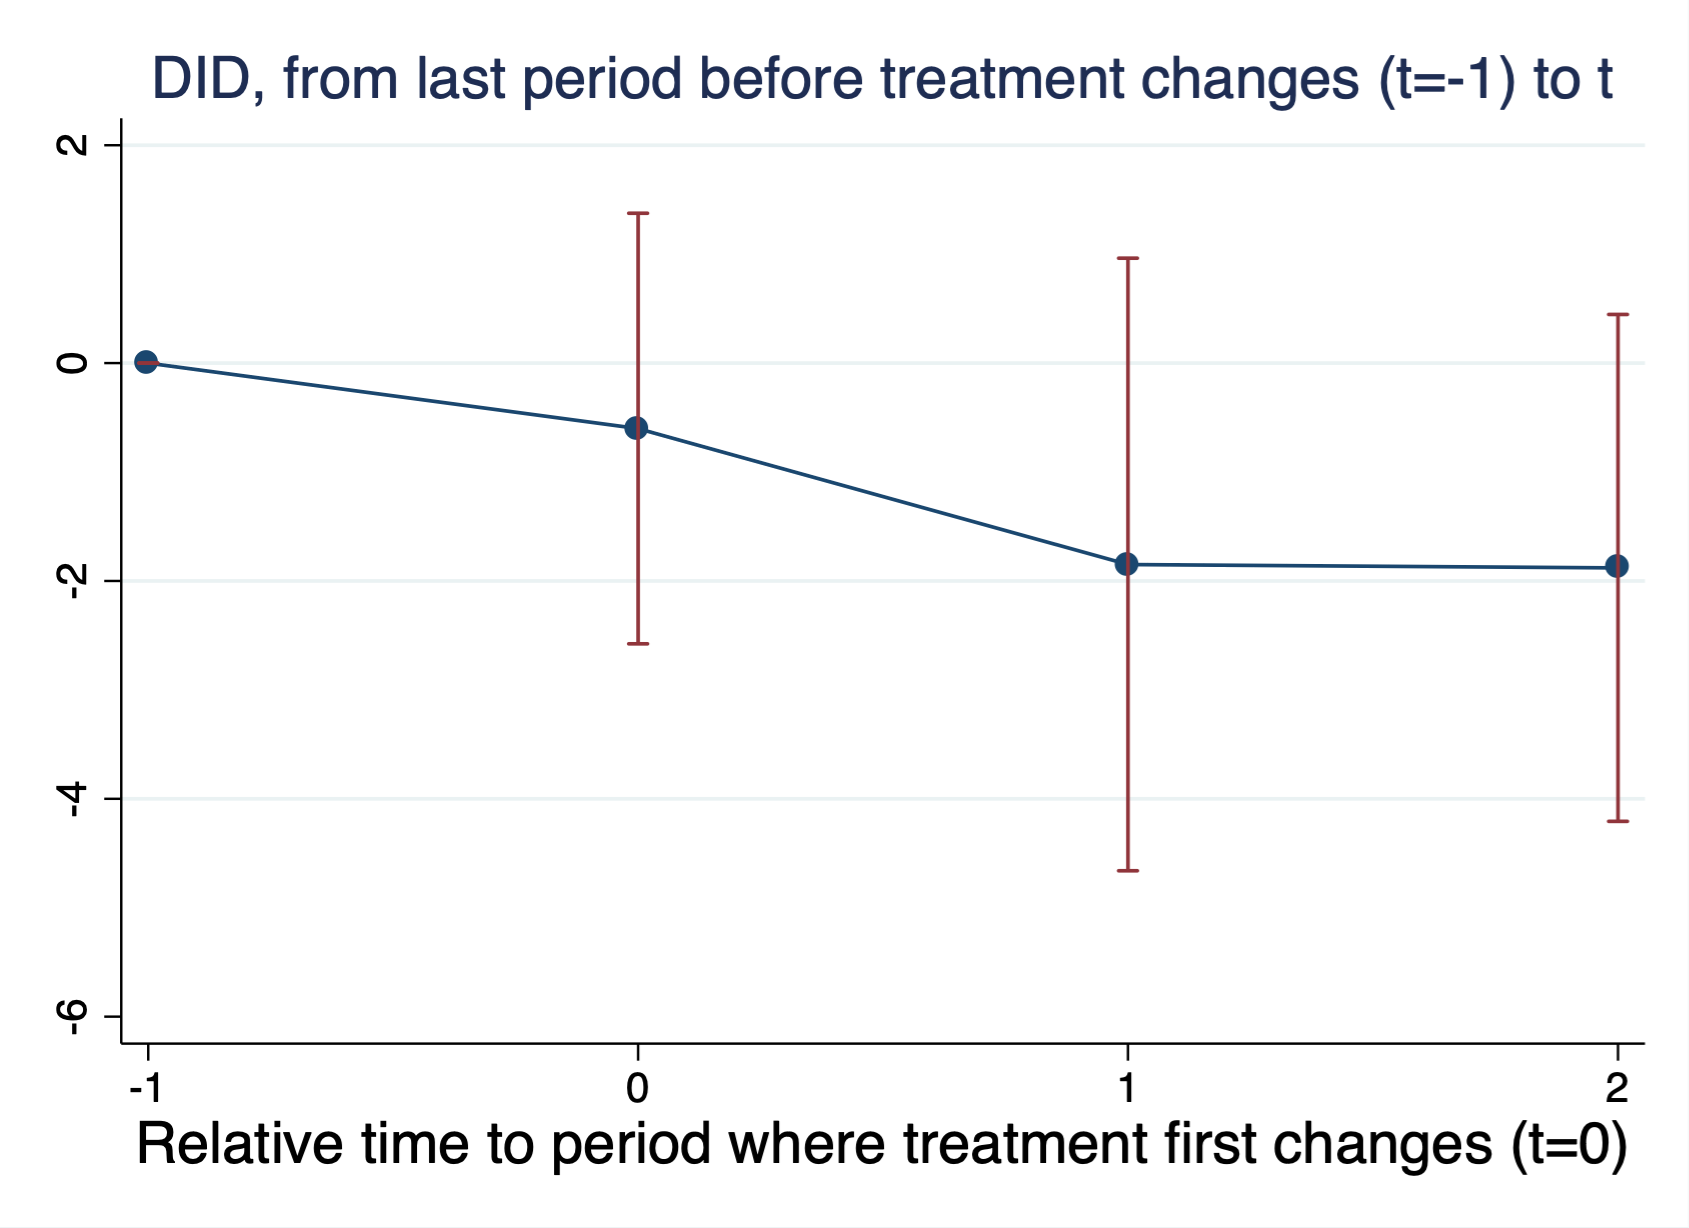 DID, from last period before treatment changes (t=-1) to t
2
0
-2
-4
-6
-1 0 1 2
Relative time to period where treatment first changes (t=0)